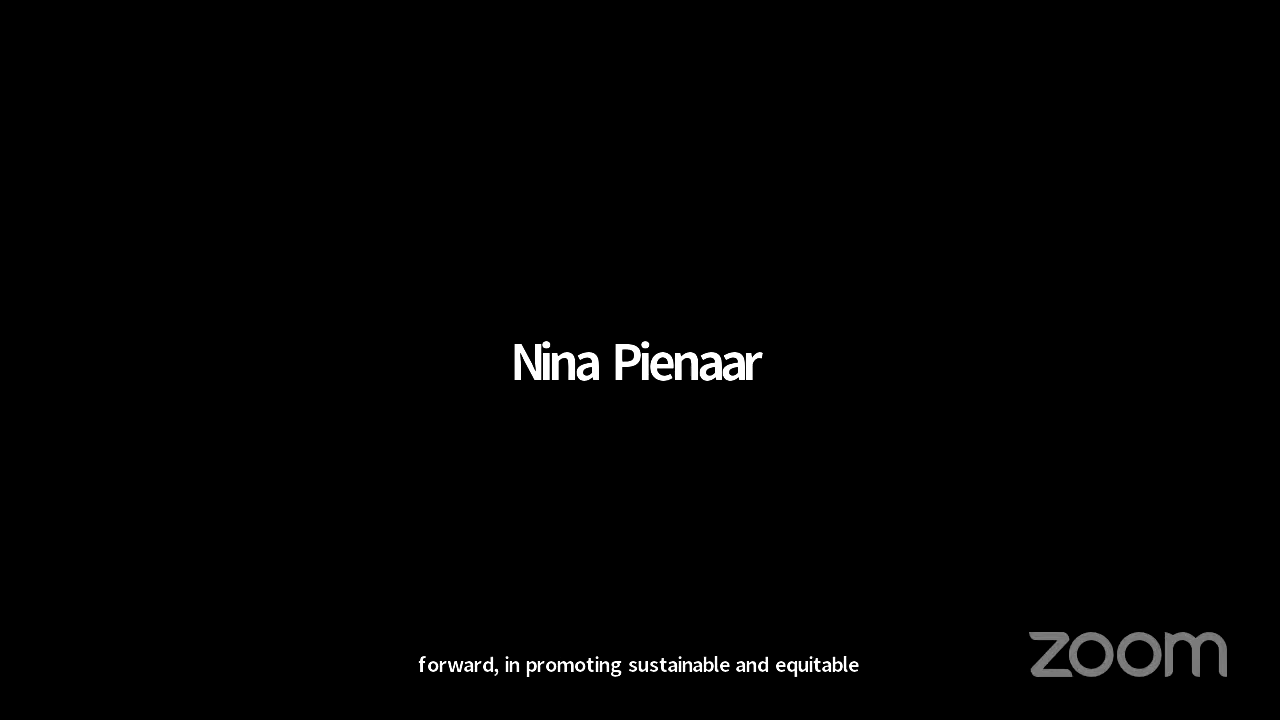 Nina Pienaar
forward, in promoting sustainable and equitable
zoom